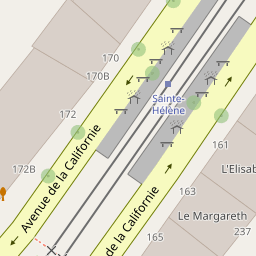 170
170B
Sainte-
Hélène
172
161
L'Elisab
172B
Avenue de la Californie
163
Le Margareth
237
165
de la Californie